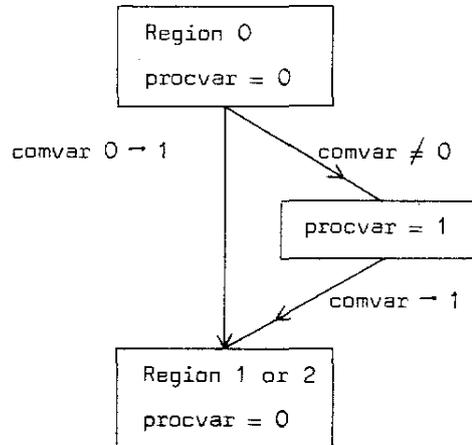 Region 0
procvar = 0
comvar 0 → 1
comvar ≠ 0
procvar = 1
comvar → 1
Region 1 or 2
procvar = 0